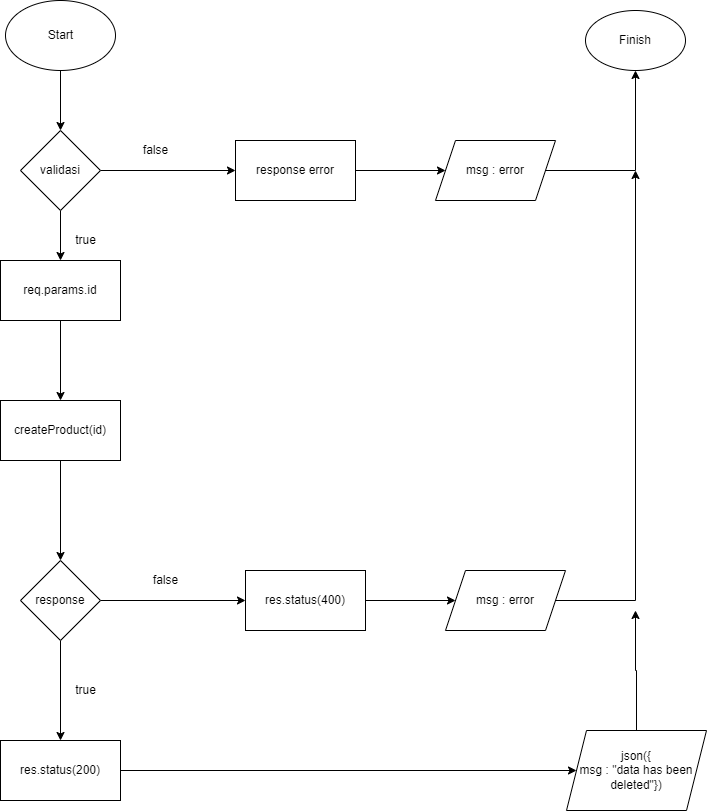 Start
Finish
validasi
false
response error
msg : error
true
req.params.id
createProduct(id)
response
false
res.status(400)
msg : error
true
res.status(200)
json({
msg : "data has been
deleted"})